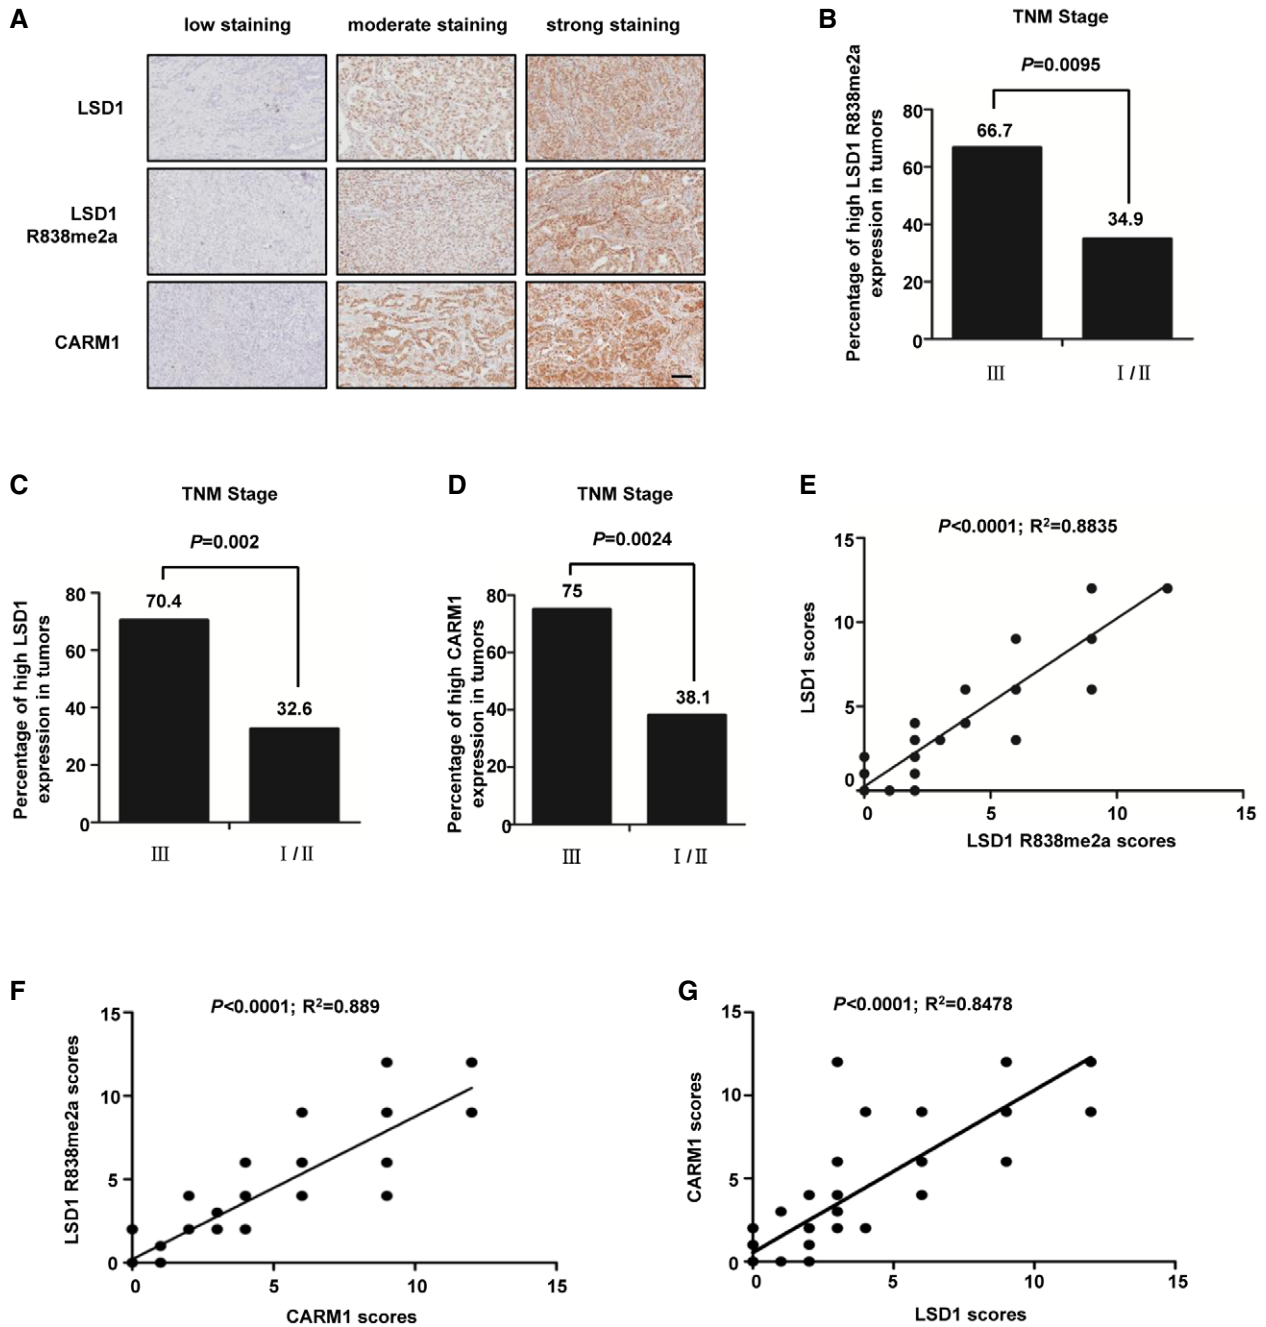 A
low staining
moderate staining
strong staining
LSD1
LSD1
R838me2a
CARM1
B
TNM Stage
P=0.0095
Percentage of high LSD1 R838me2a
expression in tumors
80
60
40
20
0
66.7
34.9
Ⅲ
Ⅰ/Ⅱ
C
TNM Stage
P=0.002
Percentage of high LSD1
expression in tumors
80
60
40
20
0
70.4
32.6
Ⅲ
Ⅰ/Ⅱ
D
TNM Stage
P=0.0024
Percentage of high CARM1
expression in tumors
80
60
40
20
0
75
38.1
Ⅲ
Ⅰ/Ⅱ
E
P<0.0001; R²=0.8835
LSD1 scores
15
10
5
0
0
5
10
15
LSD1 R838me2a scores
F
P<0.0001; R²=0.889
LSD1 R838me2a scores
15
10
5
0
0
5
10
15
CARM1 scores
G
P<0.0001; R²=0.8478
CARM1 scores
15
10
5
0
0
5
10
15
LSD1 scores